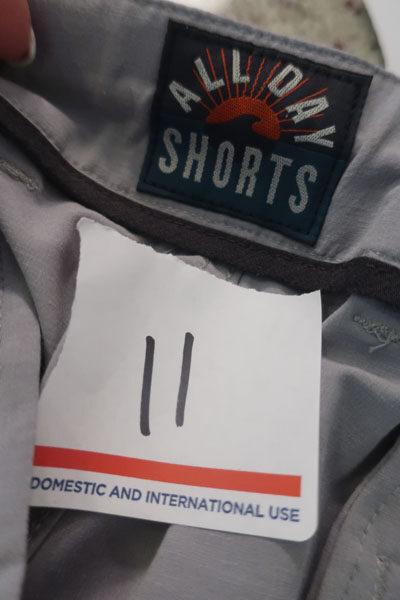 ALL DAY
SHORTS
11
DOMESTIC AND INTERNATIONAL USE